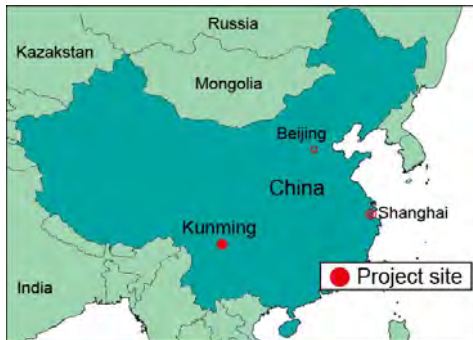 Russia
Kazakstan
Mongolia
Beijing
China
Shanghai
Kunming
India
Project site